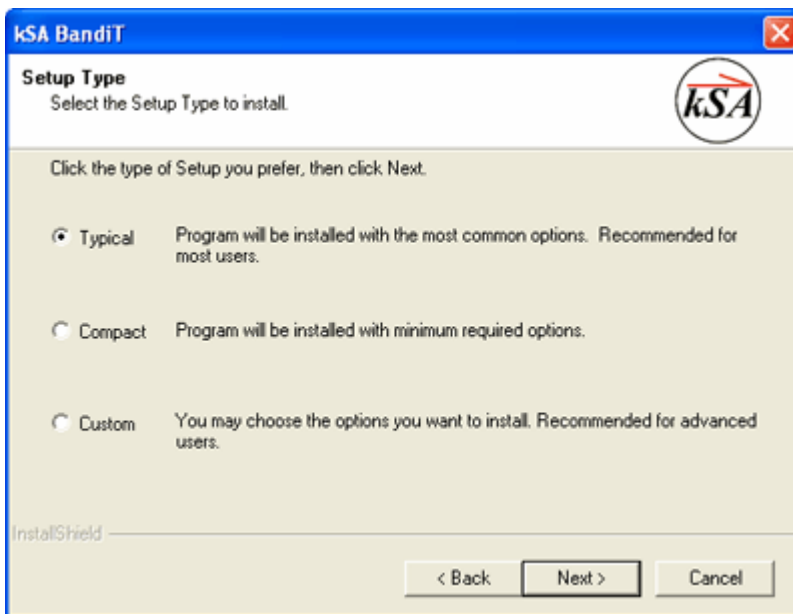 kSA BandiT
Setup Type
Select the Setup Type to install.
kSA
Click the type of Setup you prefer, then click Next.
Typical Program will be installed with the most common options.  Recommended for
most users.
Compact Program will be installed with minimum required options.
Custom You may choose the options you want to install. Recommended for advanced
users.
InstallShield
< Back Next > Cancel